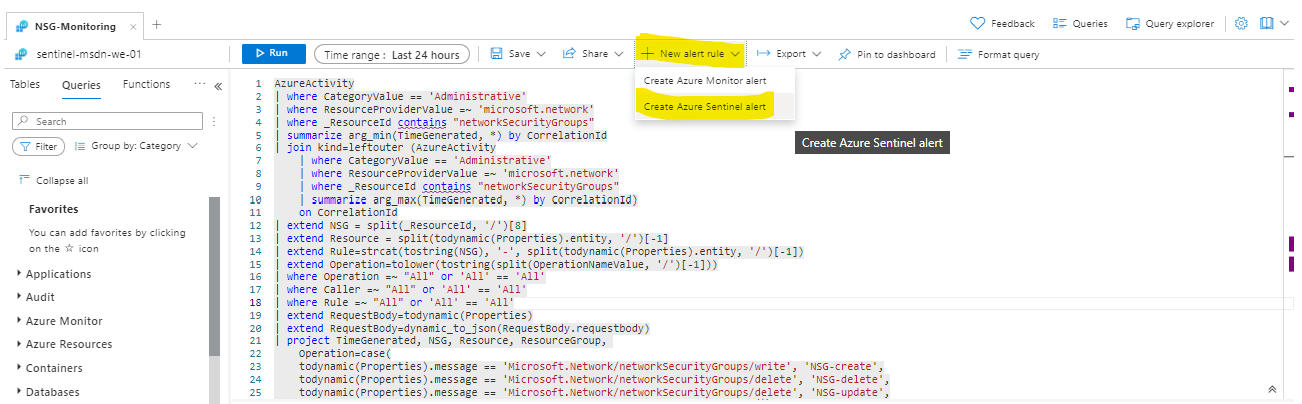 NSG-Monitoring
Feedback
Queries
Query explorer
sentinel-msdn-we-01
Run
Time range : Last 24 hours
Save
Share
New alert rule
Export
Pin to dashboard
Format query
Create Azure Monitor alert
Create Azure Sentinel alert
Create Azure Sentinel alert
Tables
Queries
Functions
Search
Filter
Group by: Category
Collapse all
Favorites
You can add favorites by clicking
on the ☆ icon
Applications
Audit
Azure Monitor
Azure Resources
Containers
Databases
1 AzureActivity
2 | where CategoryValue == 'Administrative'
3 | where ResourceProviderValue =~ 'microsoft.network'
4 | where _ResourceId contains "networkSecurityGroups"
5 | summarize arg_min(TimeGenerated, *) by CorrelationId
6 | join kind=leftouter (AzureActivity
7 | where CategoryValue == 'Administrative'
8 | where ResourceProviderValue =~ 'microsoft.network'
9 | where _ResourceId contains "networkSecurityGroups"
10 | summarize arg_max(TimeGenerated, *) by CorrelationId)
11 on CorrelationId
12 | extend NSG = split(_ResourceId, '/')[8]
13 | extend Resource = split(todynamic(Properties).entity, '/')[-1]
14 | extend Rule=strcat(tostring(NSG), '-', split(todynamic(Properties).entity, '/')[-1])
15 | extend Operation=tolower(tostring(split(OperationNameValue, '/')[-1]))
16 | where Operation =~ "All" or 'All' == 'All'
17 | where Caller =~ "All" or 'All' == 'All'
18 | where Rule =~ "All" or 'All' == 'All'
19 | extend RequestBody=todynamic(Properties)
20 | extend RequestBody=dynamic_to_json(RequestBody.requestbody)
21 | project TimeGenerated, NSG, Resource, ResourceGroup,
22 Operation=case(
23 todynamic(Properties).message == 'Microsoft.Network/networkSecurityGroups/write', 'NSG-create',
24 todynamic(Properties).message == 'Microsoft.Network/networkSecurityGroups/delete', 'NSG-delete',
25 todynamic(Properties).message == 'Microsoft.Network/networkSecurityGroups/delete', 'NSG-update',